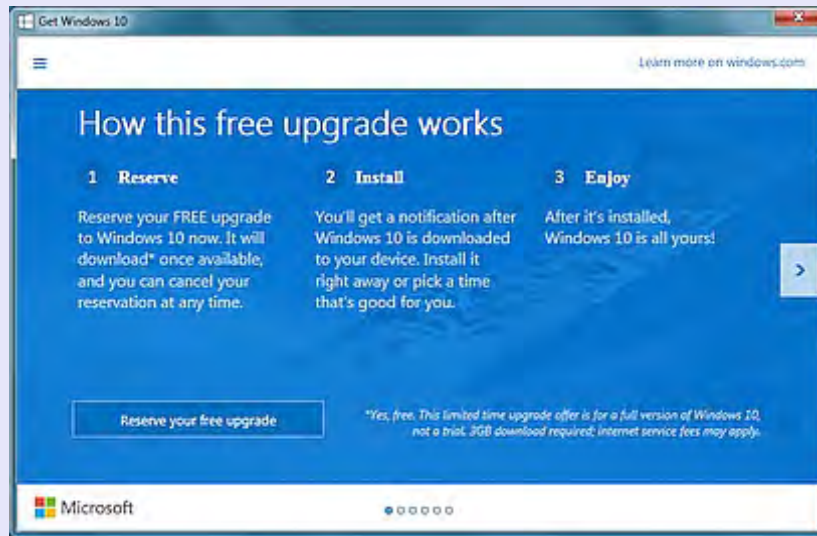 Get Windows 10
Learn more on windows.com
How this free upgrade works
1 Reserve
Reserve your FREE upgrade
to Windows 10 now. It will
download* once available,
and you can cancel your
reservation at any time.
2 Install
You'll get a notification after
Windows 10 is downloaded
to your device. Install it
right away or pick a time
that's good for you.
3 Enjoy
After it's installed,
Windows 10 is all yours!
Reserve your free upgrade
*Yes, free. This limited time upgrade offer is for a full version of Windows 10,
not a trial. 3GB download required; internet service fees may apply.
Microsoft